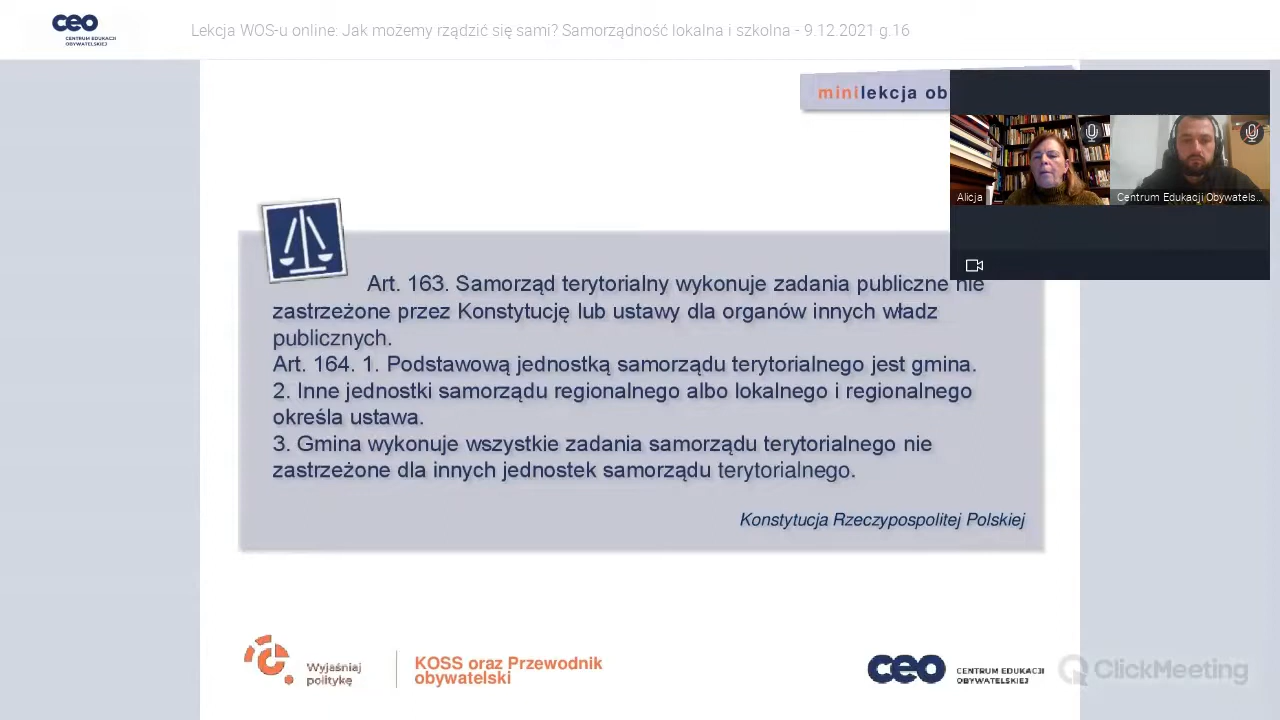 ceo
CENTRUM EDUKACJI
OBYWATELSKIEJ
Lekcja WOS-u online: Jak możemy rządzić się sami? Samorządność lokalna i szkolna - 9.12.2021 g.16
minilekcja ob
Alicja
Centrum Edukacji Obywatels...
Art. 163. Samorząd terytorialny wykonuje zadania publiczne nie
zastrzeżone przez Konstytucję lub ustawy dla organów innych władz
publicznych.
Art. 164. 1. Podstawową jednostką samorządu terytorialnego jest gmina.
2. Inne jednostki samorządu regionalnego albo lokalnego i regionalnego
określa ustawa.
3. Gmina wykonuje wszystkie zadania samorządu terytorialnego nie
zastrzeżone dla innych jednostek samorządu terytorialnego.
Konstytucja Rzeczypospolitej Polskiej
Wyjaśniaj
politykę
KOSS oraz Przewodnik
obywatelski
ceo
CENTRUM EDUKACJI
OBYWATELSKIEJ
ClickMeeting